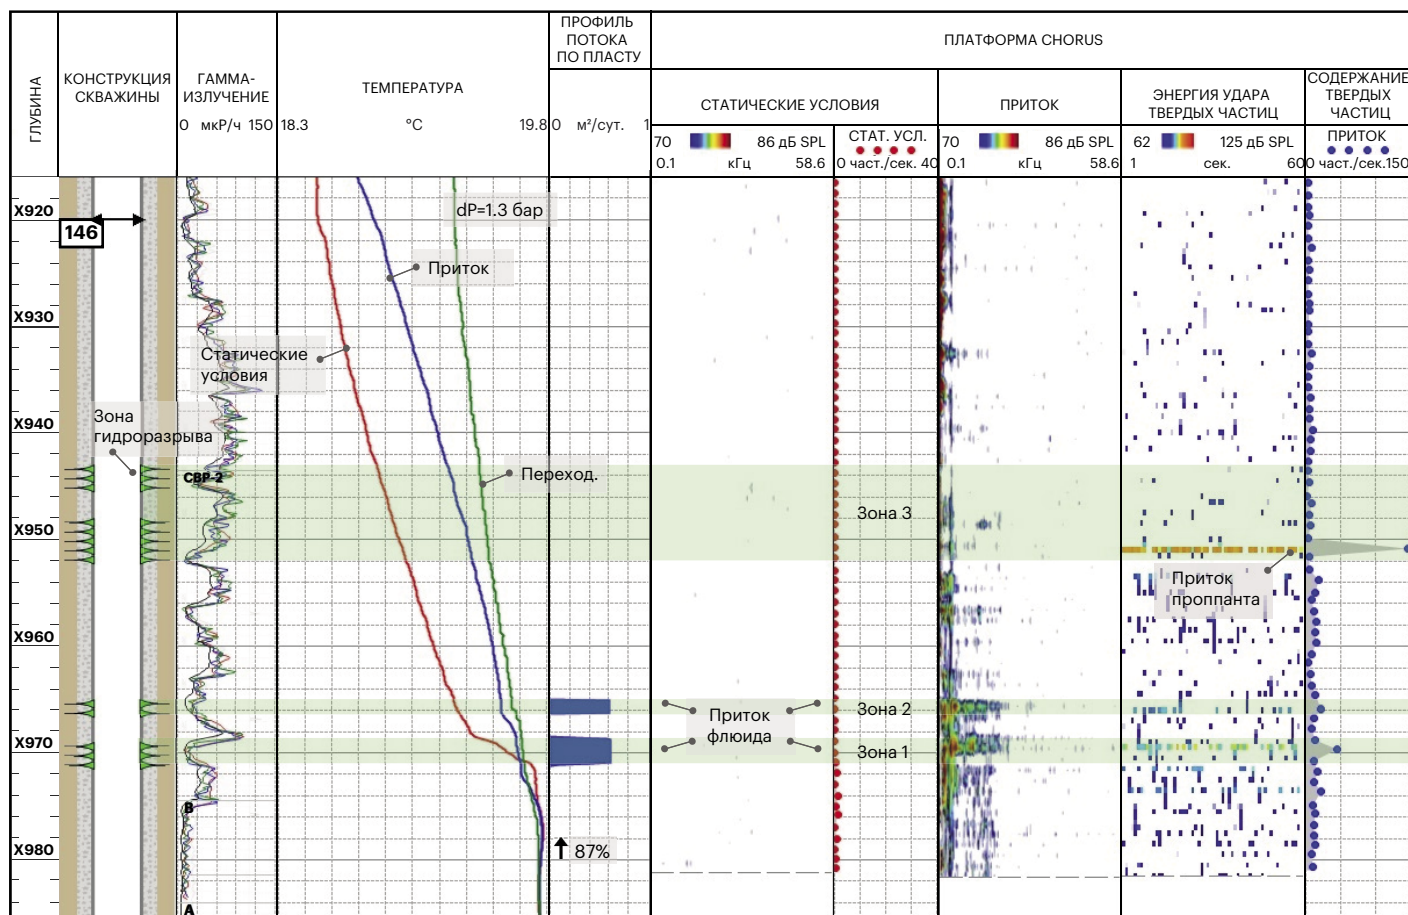 ГЛУБИНА
КОНСТРУКЦИЯ
СКВАЖИНЫ
ГАММА-
ИЗЛУЧЕНИЕ
0 мкР/ч 150
ТЕМПЕРАТУРА
18.3 °C 19.8
ПРОФИЛЬ
ПОТОКА
ПО ПЛАСТУ
0 м²/сут. 1
ПЛАТФОРМА CHORUS
СТАТИЧЕСКИЕ УСЛОВИЯ
70 86 дБ SPL
0.1 кГц 58.6
СТАТ. УСЛ.
0 част./сек. 40
ПРИТОК
70 86 дБ SPL
0.1 кГц 58.6
ЭНЕРГИЯ УДАРА
ТВЕРДЫХ ЧАСТИЦ
62 125 дБ SPL
1 сек. 600
СОДЕРЖАНИЕ
ТВЕРДЫХ
ЧАСТИЦ
ПРИТОК
0 част./сек.150
X920
146
dP=1.3 бар
Приток
X930
Статические
условия
X940
Зона
гидроразрыва
СВР-2
Переход.
X950
Зона 3
Приток
проппанта
X960
X970
Приток
флюида
Зона 2
Зона 1
B
X980
87%
A